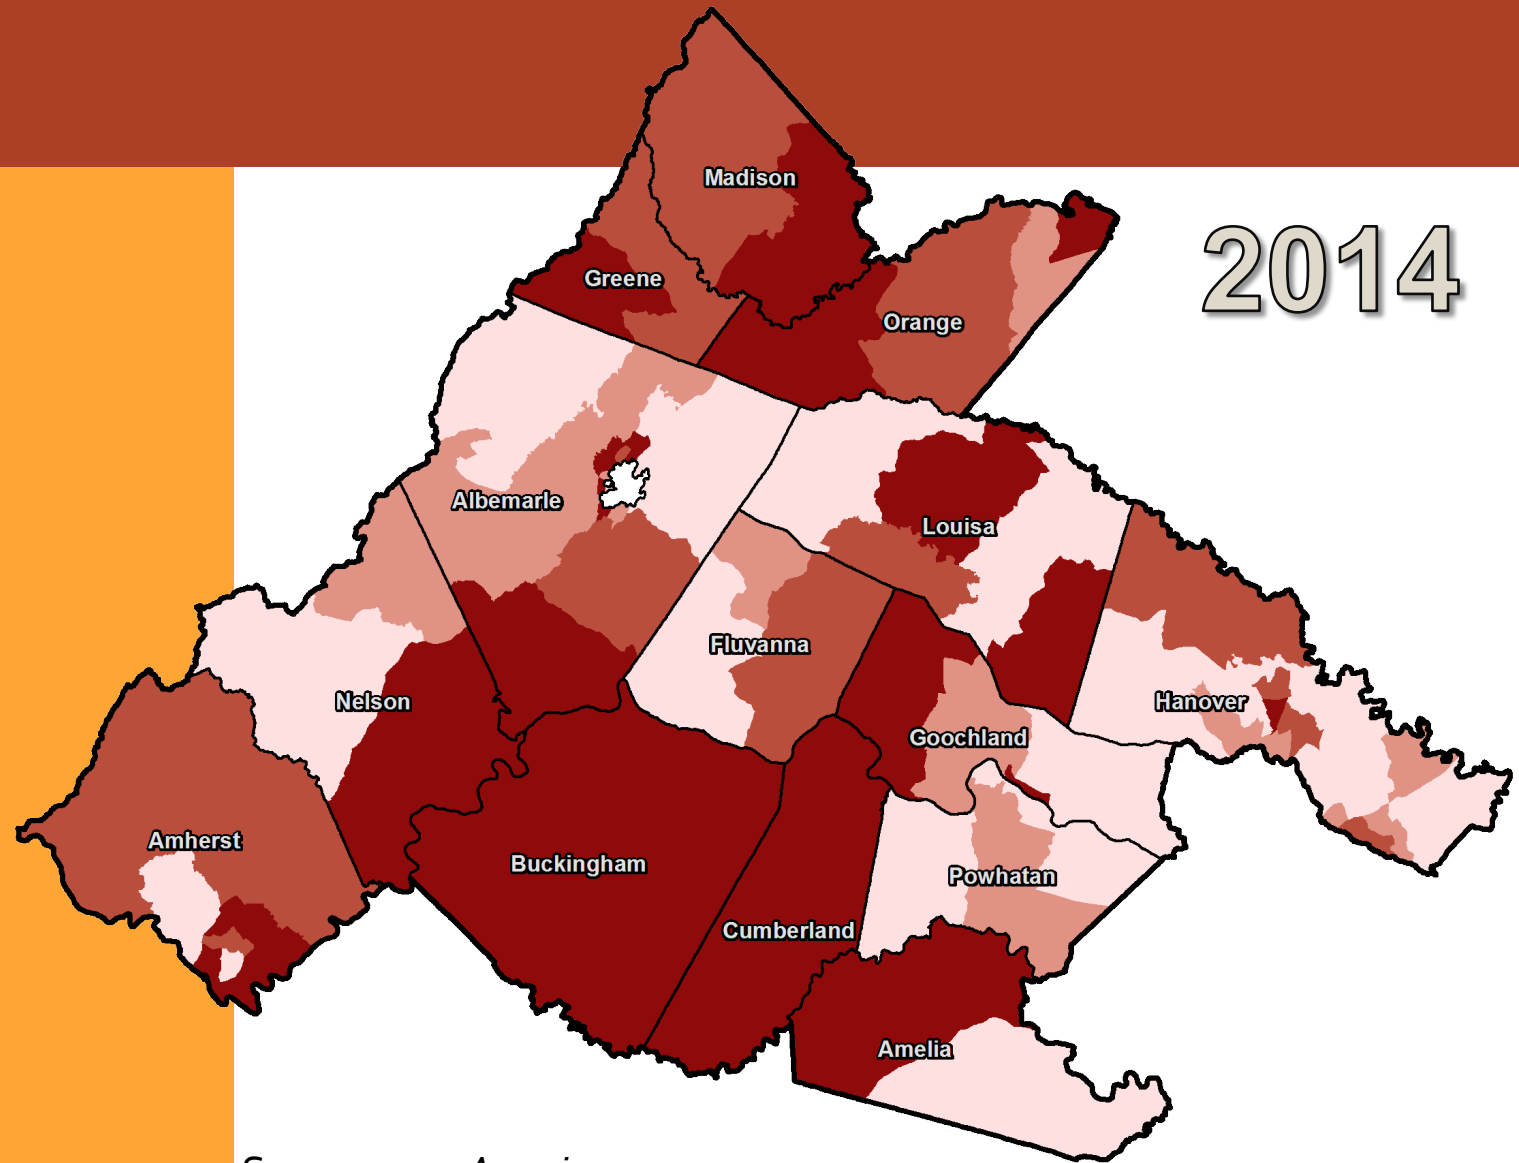 Madison
2014
Greene
Orange
Albemarle
Louisa
Fluvanna
Nelson
Hanover
Goochland
Amherst
Buckingham
Powhatan
Cumberland
Amelia